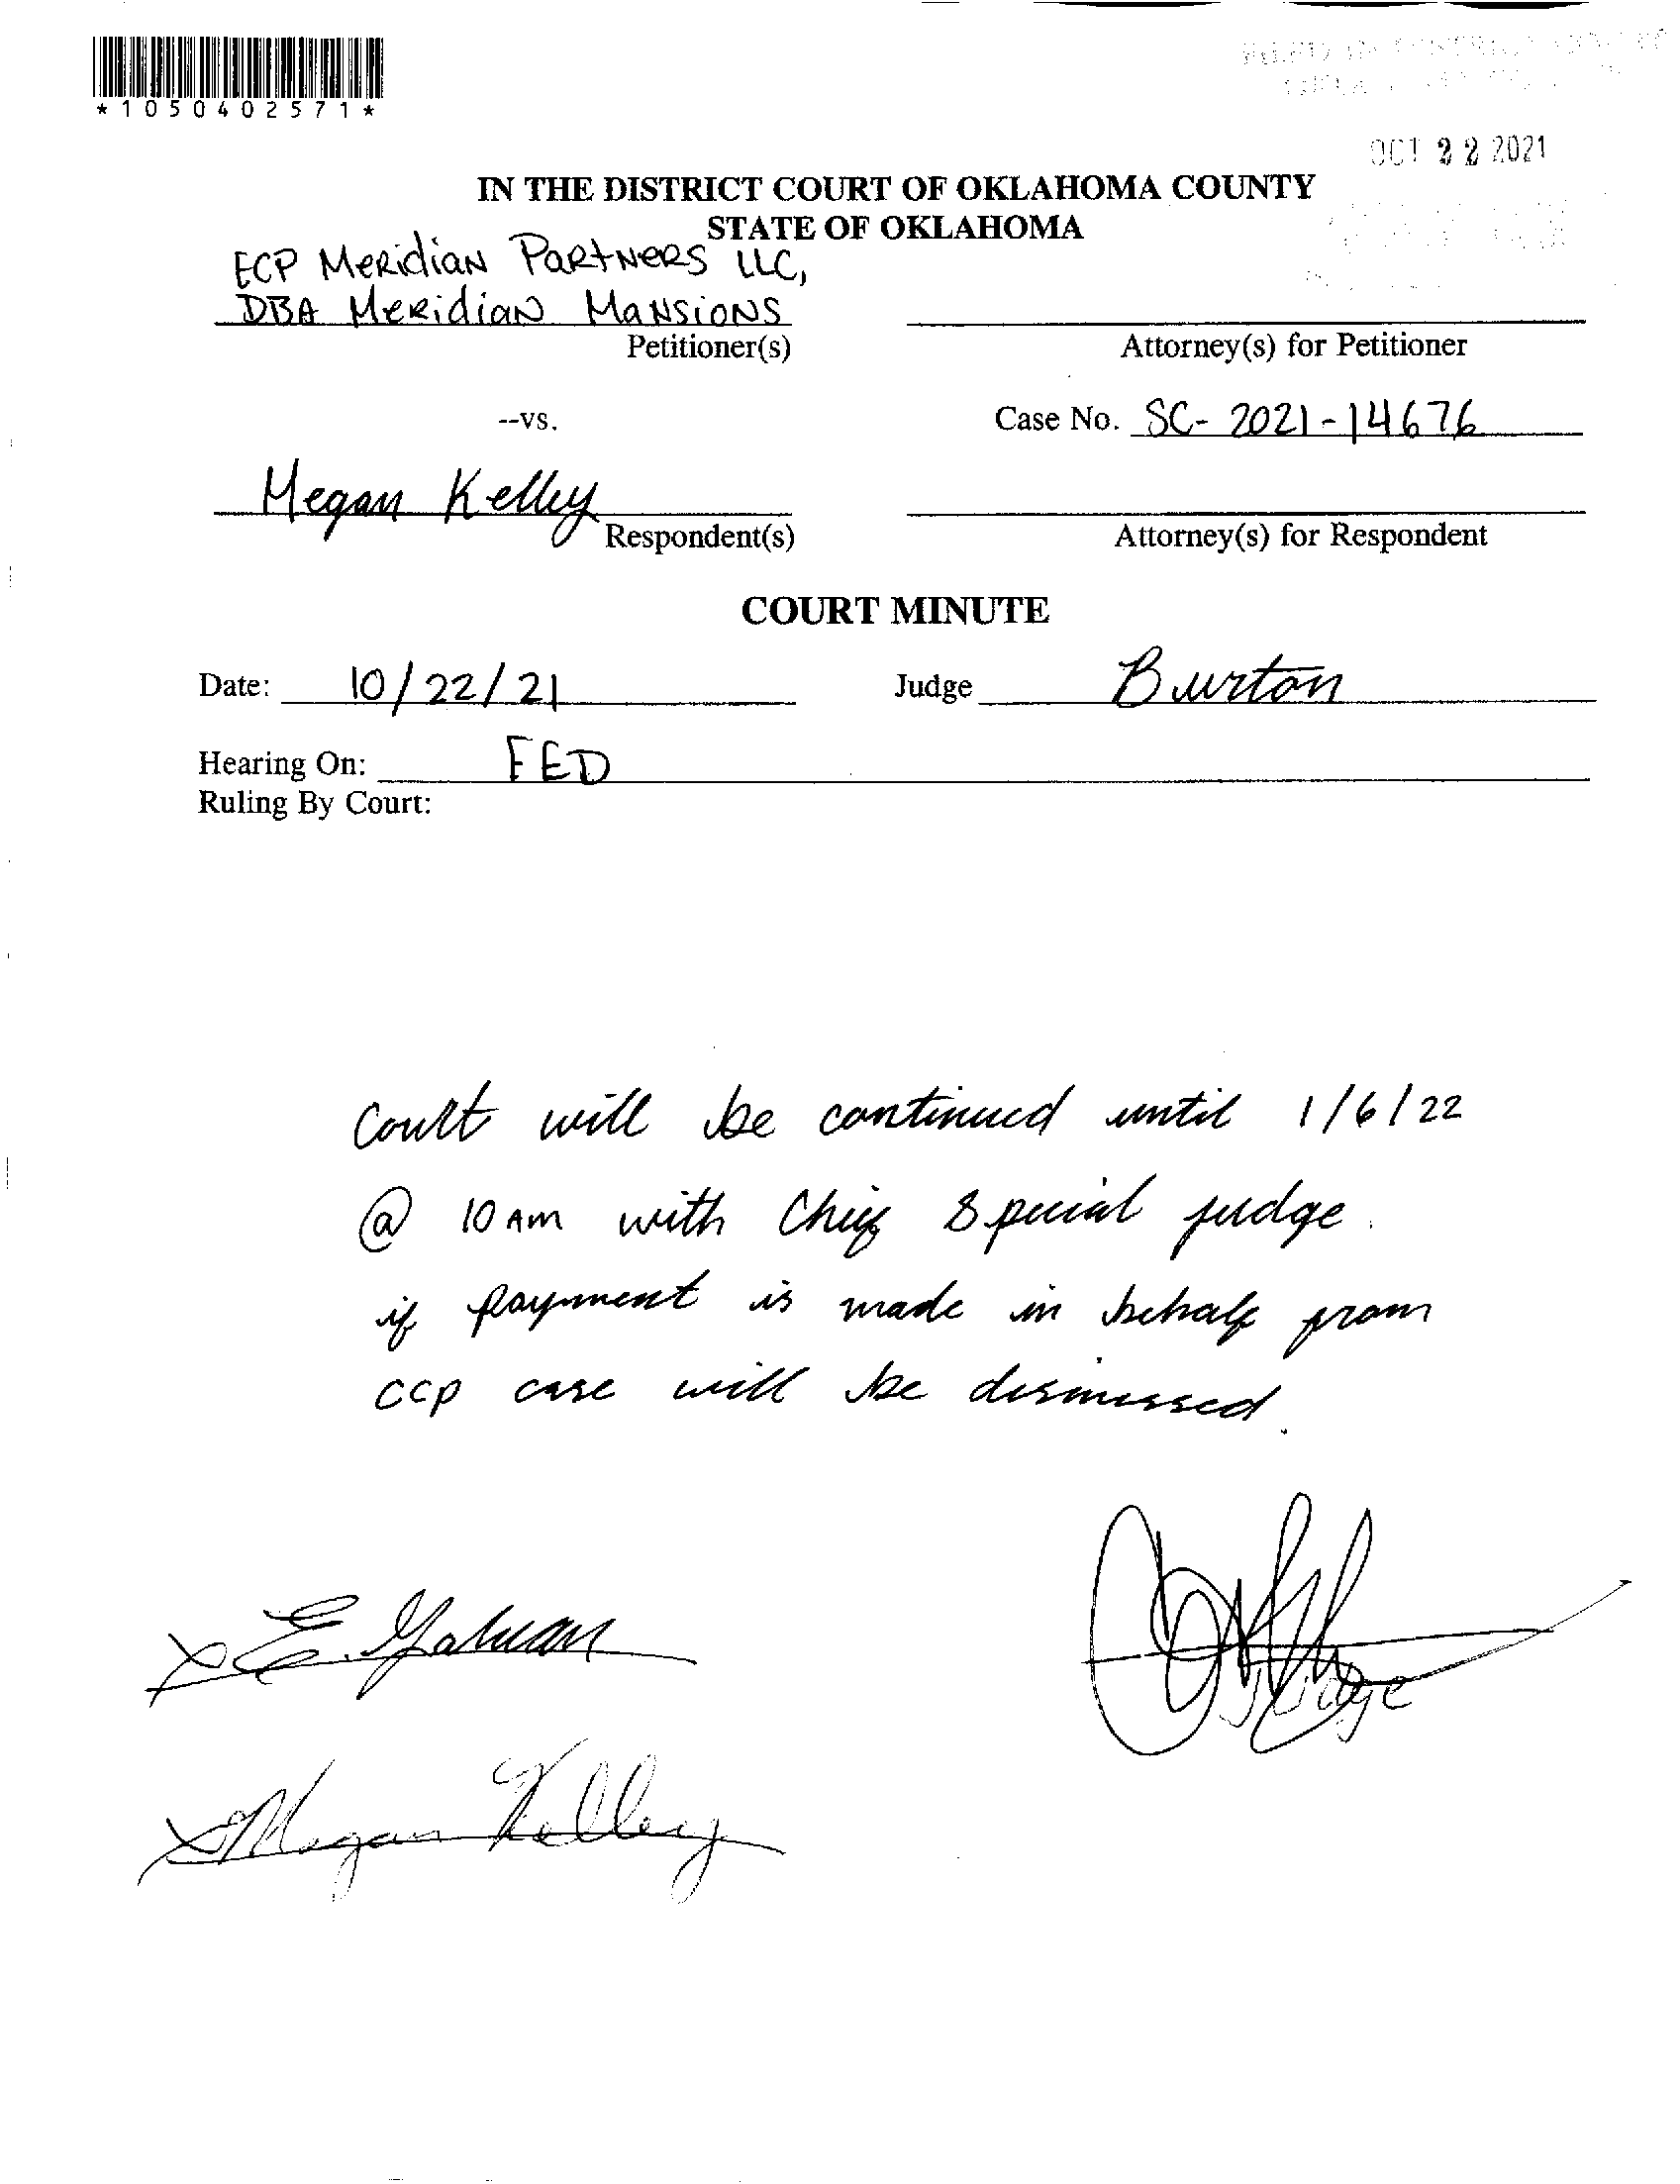 *1050402571*
OCT 22 2021
IN THE DISTRICT COURT OF OKLAHOMA COUNTY
STATE OF OKLAHOMA
ECP Meridian Partners LLC,
DBA Meridian Mansions
Petitioner(s)
Attorney(s) for Petitioner
--vs.
Case No. SC-2021-14676
Megan Kelley
Respondent(s)
Attorney(s) for Respondent
COURT MINUTE
Date: 10/22/21 Judge Burton
Hearing On: FED
Ruling By Court:
Court will be continued until 1/6/22
@ 10 AM with Chief Special judge.
if payment is made in behalf from
CCP case will be dismissed.
x E.
Judge
x Megan Kelley